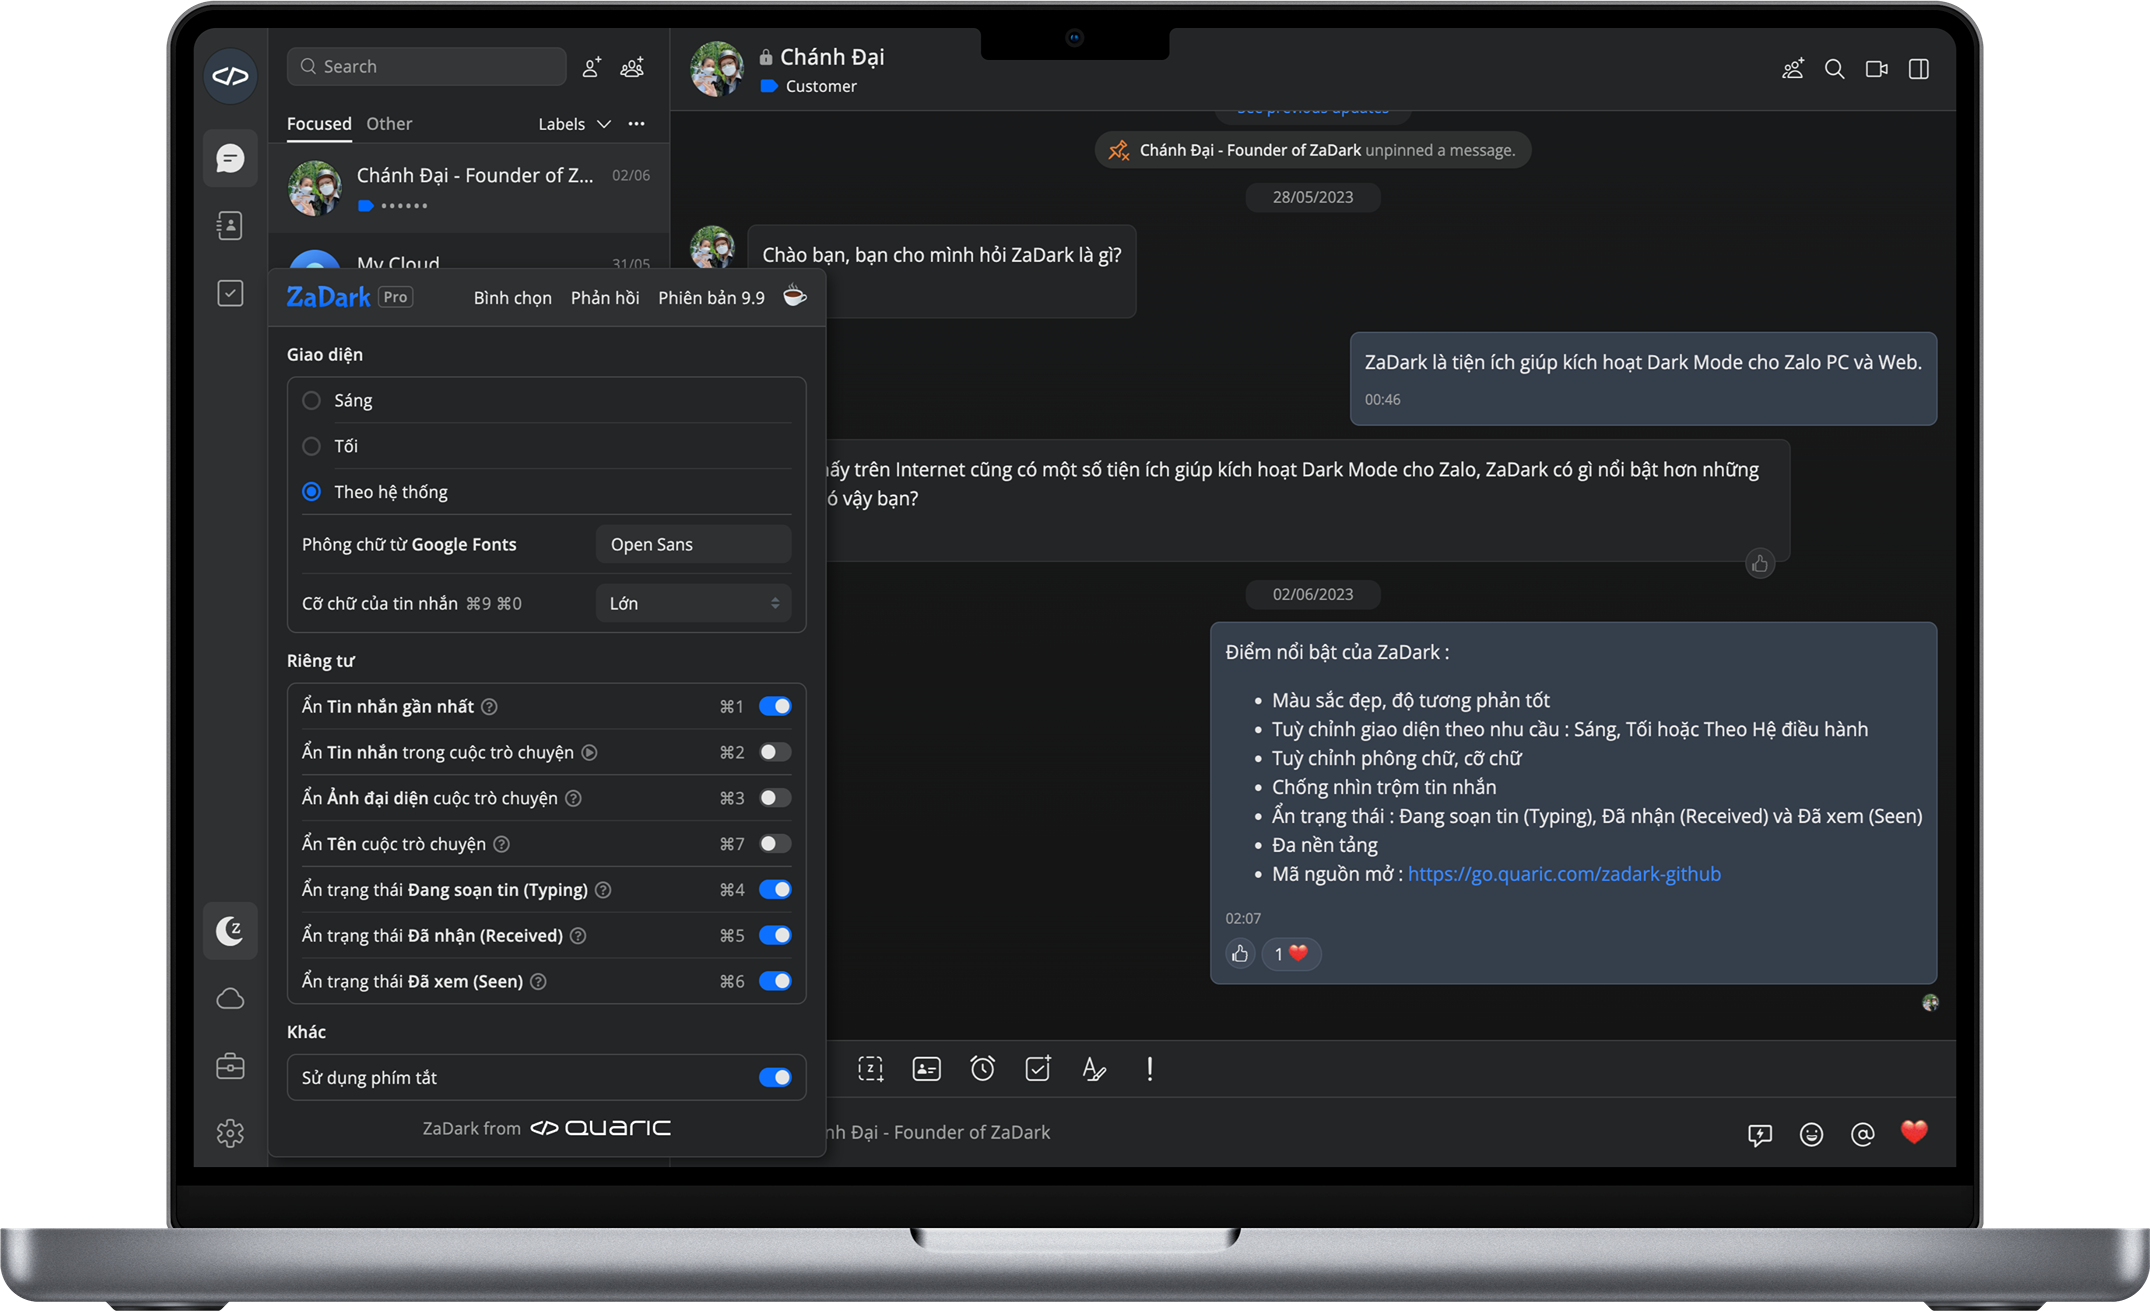 Search
Focused Other Labels
Chánh Đại - Founder of Z... 02/06
My Cloud 31/05
ZaDark Pro Bình chọn Phản hồi Phiên bản 9.9
Giao diện
Sáng
Tối
Theo hệ thống
Phông chữ từ Google Fonts Open Sans
Cỡ chữ của tin nhắn ⌘9 ⌘0 Lớn
Riêng tư
Ẩn Tin nhắn gần nhất ⌘1
Ẩn Tin nhắn trong cuộc trò chuyện ⌘2
Ẩn Ảnh đại diện cuộc trò chuyện ⌘3
Ẩn Tên cuộc trò chuyện ⌘7
Ẩn trạng thái Đang soạn tin (Typing) ⌘4
Ẩn trạng thái Đã nhận (Received) ⌘5
Ẩn trạng thái Đã xem (Seen) ⌘6
Khác
Sử dụng phím tắt
ZaDark from QUARIC
Chánh Đại
Customer
See previous updates
Chánh Đại - Founder of ZaDark unpinned a message.
28/05/2023
Chào bạn, bạn cho mình hỏi ZaDark là gì?
ZaDark là tiện ích giúp kích hoạt Dark Mode cho Zalo PC và Web.
00:46
trên Internet cũng có một số tiện ích giúp kích hoạt Dark Mode cho Zalo, ZaDark có gì nổi bật hơn những
vậy bạn?
02/06/2023
Điểm nổi bật của ZaDark :
• Màu sắc đẹp, độ tương phản tốt
• Tuỳ chỉnh giao diện theo nhu cầu : Sáng, Tối hoặc Theo Hệ điều hành
• Tuỳ chỉnh phông chữ, cỡ chữ
• Chống nhìn trộm tin nhắn
• Ẩn trạng thái : Đang soạn tin (Typing), Đã nhận (Received) và Đã xem (Seen)
• Đa nền tảng
• Mã nguồn mở : https://go.quaric.com/zadark-github
02:07
1
Đại - Founder of ZaDark